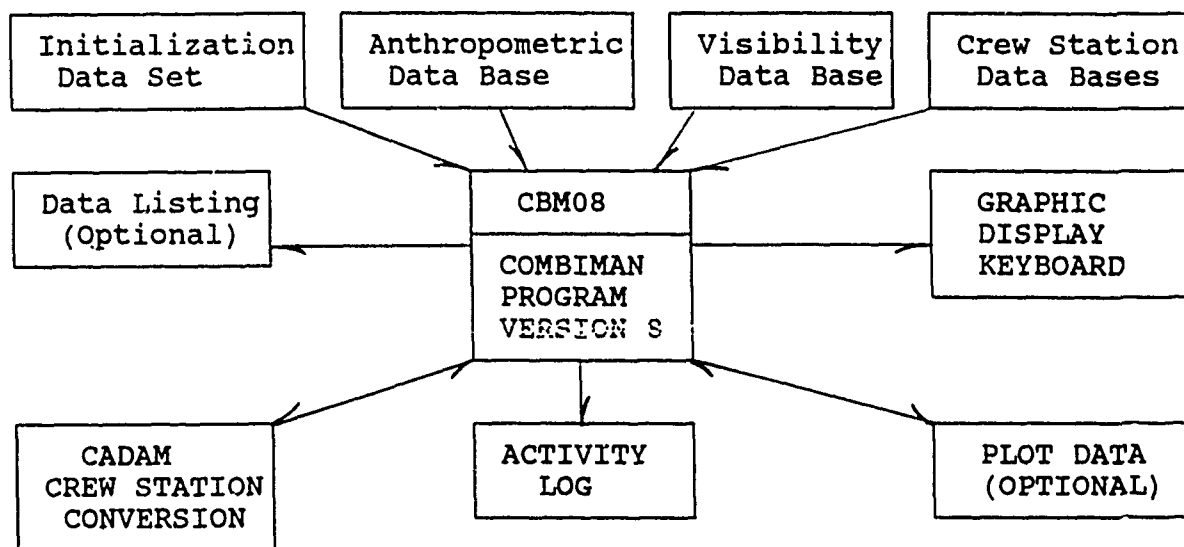 Initialization
Data Set
Anthropometric
Data Base
Visibility
Data Base
Crew Station
Data Bases
Data Listing
(Optional)
CBM08
COMBIMAN
PROGRAM
VERSION
GRAPHIC
DISPLAY
KEYBOARD
CADAM
CREW STATION
CONVERSION
ACTIVITY
LOG
PLOT DATA
(OPTIONAL)